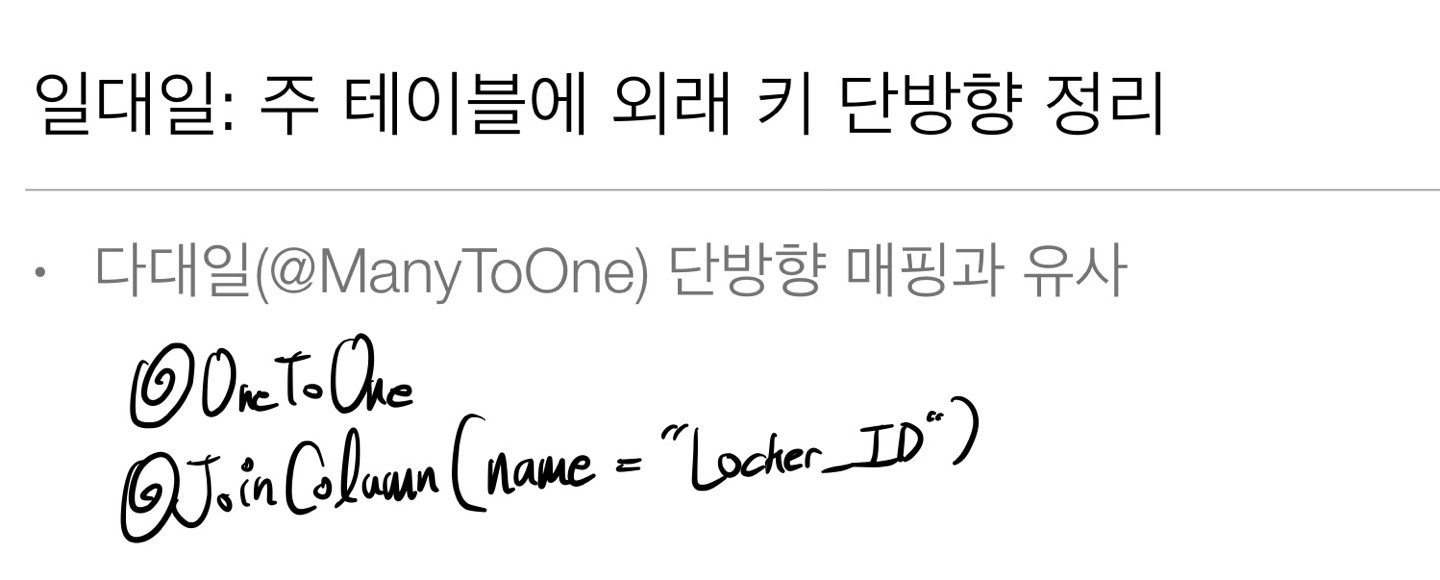 일대일: 주 테이블에 외래 키 단방향 정리
• 다대일(@ManyToOne) 단방향 매핑과 유사
@OneToOne
@JoinColumn(name = "Locker_ID")